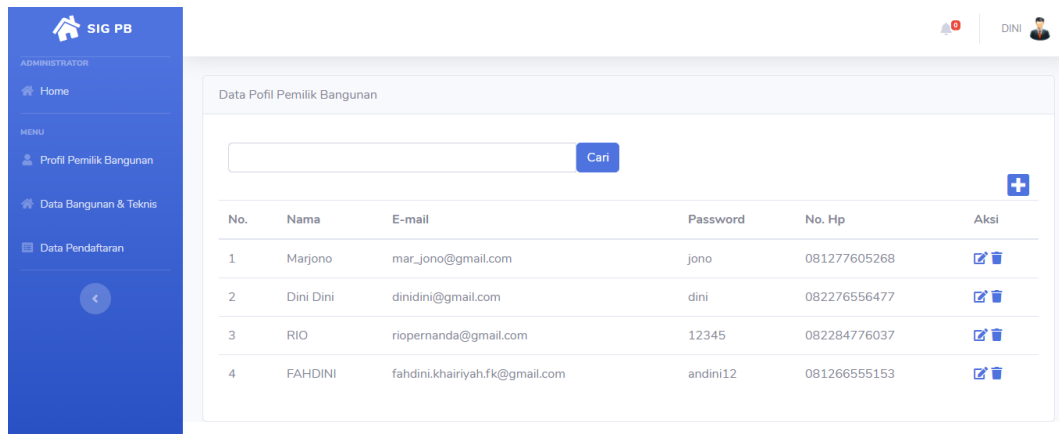 SIG PB
0
DINI
ADMINISTRATOR
Home
MENU
Profil Pemilik Bangunan
Data Bangunan & Teknis
Data Pendaftaran
Data Pofil Pemilik Bangunan
Cari
No. Nama E-mail Password No. Hp Aksi
1 Marjono mar_jono@gmail.com jono 081277605268
2 Dini Dini dinidini@gmail.com dini 082276556477
3 RIO riopernanda@gmail.com 12345 082284776037
4 FAHDINI fahdini.khairiyah.fk@gmail.com andini12 081266555153